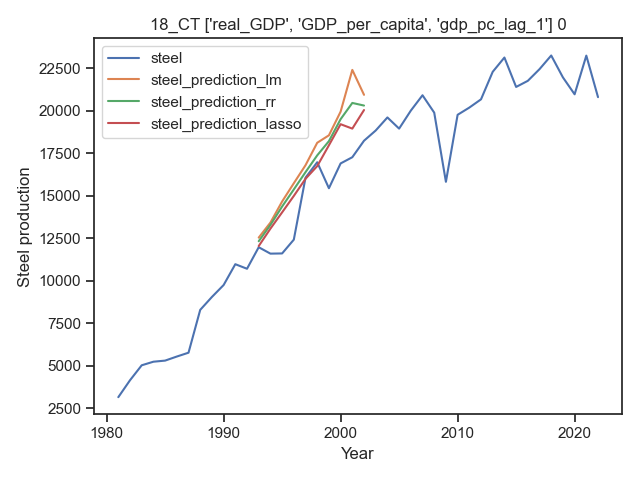 18_CT ['real_GDP', 'GDP_per_capita', 'gdp_pc_lag_1'] 0
steel
steel_prediction_lm
steel_prediction_rr
steel_prediction_lasso
Steel production
22500
20000
17500
15000
12500
10000
7500
5000
2500
1980
1990
2000
2010
2020
Year